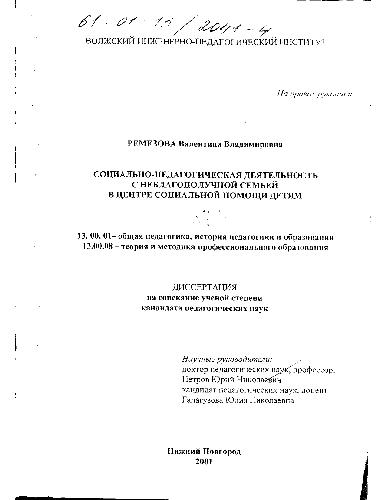 61-01-13/2044-4
ВОЛЖСКИЙ ИНЖЕНЕРНО-ПЕДАГОГИЧЕСКИЙ ИНСТИТУТ
На правах рукописи
РЕМЕЗОВА Валентина Владимировна
СОЦИАЛЬНО-ПЕДАГОГИЧЕСКАЯ ДЕЯТЕЛЬНОСТЬ
С НЕБЛАГОПОЛУЧНОЙ СЕМЬЕЙ
В ЦЕНТРЕ СОЦИАЛЬНОЙ ПОМОЩИ ДЕТЯМ
13. 00. 01– общая педагогика, история педагогики и образования
13.00.08 – теория и методика профессионального образования
ДИССЕРТАЦИЯ
на соискание ученой степени
кандидата педагогических наук
Научные руководители:
доктор педагогических наук, профессор
Петров Юрий Николаевич
кандидат педагогических наук, доцент
Галагузова Юлия Николаевна
Нижний Новгород
2001